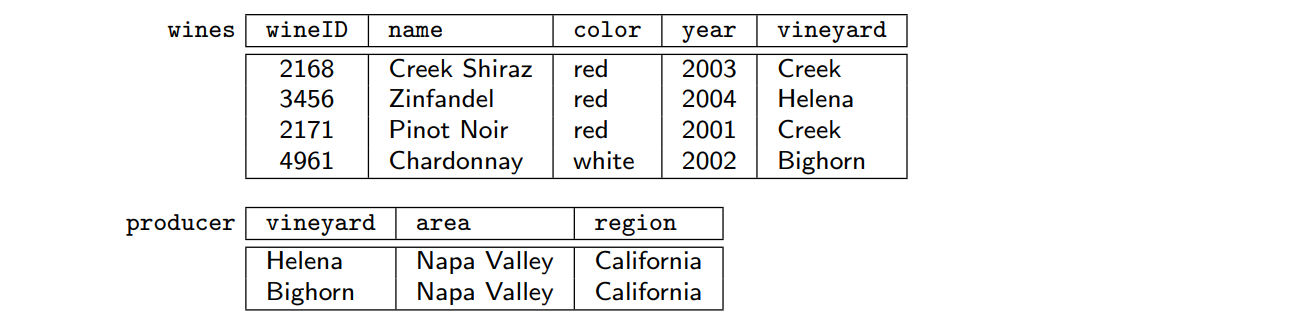 wines wineID name color year vineyard
2168 Creek Shiraz red 2003 Creek
3456 Zinfandel red 2004 Helena
2171 Pinot Noir red 2001 Creek
4961 Chardonnay white 2002 Bighorn
producer vineyard area region
Helena Napa Valley California
Bighorn Napa Valley California